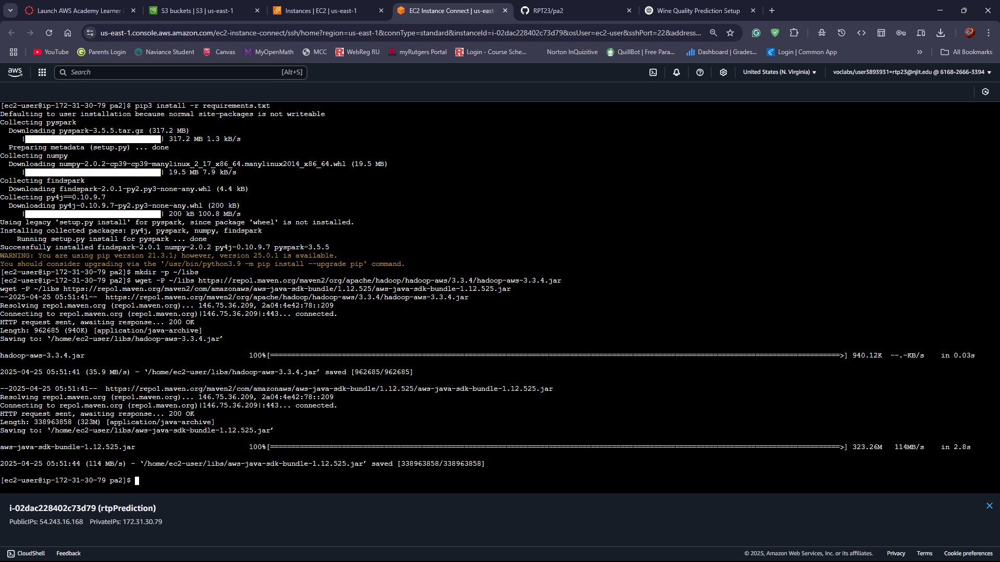 Launch AWS Academy Learner
S3 buckets | S3 | us-east-1
Instances | EC2 | us-east-1
EC2 Instance Connect | us-east-
RPT23/pa2
Wine Quality Prediction Setup
us-east-1.console.aws.amazon.com/ec2-instance-connect/ssh/home?region=us-east-1&connType=standard&instanceId=i-02dac228402c73d79&osUser=ec2-user&sshPort=22&address...
YouTube
Parents Login
Naviance Student
Canvas
MyOpenMath
MCC
WebReg RU
myRutgers Portal
Login - Course Sche...
Norton InQuizitive
QuillBot | Free Para...
Dashboard | Grades...
Login | Common App
All Bookmarks
aws
Search
[Alt+S]
United States (N. Virginia)
voclabs/user3893931=rtp23@njit.edu @ 6168-2666-3394
[ec2-user@ip-172-31-30-79 pa2]$ pip3 install -r requirements.txt
Defaulting to user installation because normal site-packages is not writeable
Collecting pyspark
Downloading pyspark-3.5.5.tar.gz (317.2 MB)
| | 317.2 MB 1.3 kB/s
Preparing metadata (setup.py) ... done
Collecting numpy
Downloading numpy-2.0.2-cp39-cp39-manylinux_2_17_x86_64.manylinux2014_x86_64.whl (19.5 MB)
| | 19.5 MB 7.9 kB/s
Collecting findspark
Downloading findspark-2.0.1-py2.py3-none-any.whl (4.4 kB)
Collecting py4j==0.10.9.7
Downloading py4j-0.10.9.7-py2.py3-none-any.whl (200 kB)
| | 200 kB 100.8 MB/s
Using legacy 'setup.py install' for pyspark, since package 'wheel' is not installed.
Installing collected packages: py4j, pyspark, numpy, findspark
Running setup.py install for pyspark ... done
Successfully installed findspark-2.0.1 numpy-2.0.2 py4j-0.10.9.7 pyspark-3.5.5
WARNING: You are using pip version 21.3.1; however, version 25.0.1 is available.
You should consider upgrading via the '/usr/bin/python3.9 -m pip install --upgrade pip' command.
[ec2-user@ip-172-31-30-79 pa2]$ mkdir -p ~/libs
[ec2-user@ip-172-31-30-79 pa2]$ wget -P ~/libs https://repo1.maven.org/maven2/org/apache/hadoop/hadoop-aws/3.3.4/hadoop-aws-3.3.4.jar
wget -P ~/libs https://repo1.maven.org/maven2/com/amazonaws/aws-java-sdk-bundle/1.12.525/aws-java-sdk-bundle-1.12.525.jar
--2025-04-25 05:51:41-- https://repo1.maven.org/maven2/org/apache/hadoop/hadoop-aws/3.3.4/hadoop-aws-3.3.4.jar
Resolving repo1.maven.org (repo1.maven.org)... 146.75.36.209, 2a04:4e42:78::209
Connecting to repo1.maven.org (repo1.maven.org)|146.75.36.209|:443... connected.
HTTP request sent, awaiting response... 200 OK
Length: 962685 (940K) [application/java-archive]
Saving to: ‘/home/ec2-user/libs/hadoop-aws-3.3.4.jar’
hadoop-aws-3.3.4.jar 100%[=====================================>] 940.12K --.-KB/s in 0.03s
2025-04-25 05:51:41 (35.9 MB/s) - ‘/home/ec2-user/libs/hadoop-aws-3.3.4.jar’ saved [962685/962685]
--2025-04-25 05:51:41-- https://repo1.maven.org/maven2/com/amazonaws/aws-java-sdk-bundle/1.12.525/aws-java-sdk-bundle-1.12.525.jar
Resolving repo1.maven.org (repo1.maven.org)... 146.75.36.209, 2a04:4e42:78::209
Connecting to repo1.maven.org (repo1.maven.org)|146.75.36.209|:443... connected.
HTTP request sent, awaiting response... 200 OK
Length: 338963858 (323M) [application/java-archive]
Saving to: ‘/home/ec2-user/libs/aws-java-sdk-bundle-1.12.525.jar’
aws-java-sdk-bundle-1.12.525.jar 100%[=====================================>] 323.26M 114MB/s in 2.8s
2025-04-25 05:51:44 (114 MB/s) - ‘/home/ec2-user/libs/aws-java-sdk-bundle-1.12.525.jar’ saved [338963858/338963858]
[ec2-user@ip-172-31-30-79 pa2]$
i-02dac228402c73d79 (rtpPrediction)
PublicIPs: 54.243.16.168 PrivateIPs: 172.31.30.79
CloudShell
Feedback
© 2025, Amazon Web Services, Inc. or its affiliates.
Privacy
Terms
Cookie preferences